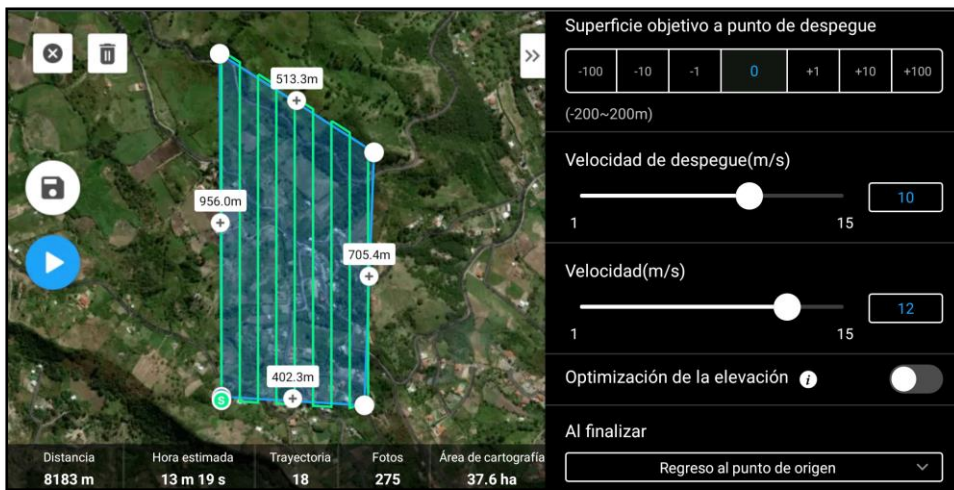 513.3m
956.0m
705.4m
402.3m
S
Distancia Hora estimada Trayectoria Fotos Área de cartografía
8183 m 13 m 19 s 18 275 37.6 ha
Superficie objetivo a punto de despegue
-100 -10 -1 0 +1 +10 +100
(-200~200m)
Velocidad de despegue(m/s)
10
1 15
Velocidad(m/s)
12
1 15
Optimización de la elevación i
Al finalizar
Regreso al punto de origen